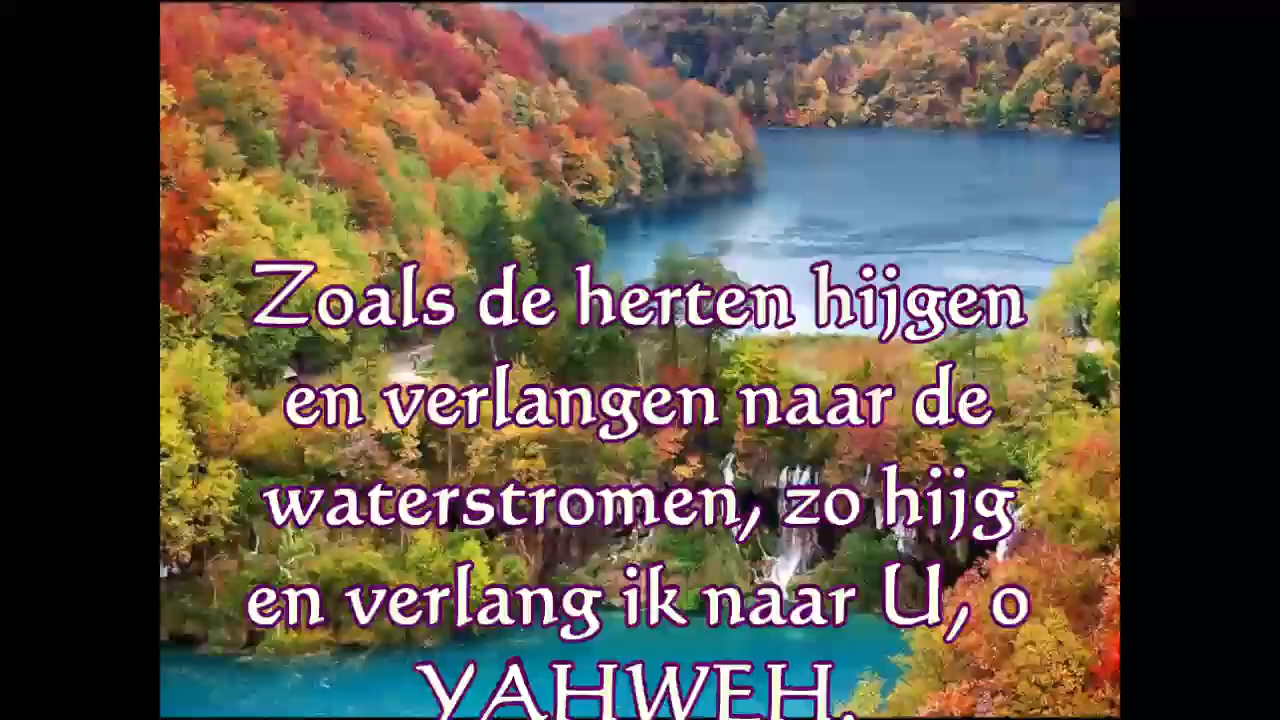 Zoals de herten hijgen
en verlangen naar de
waterstromen, zo hijg
en verlang ik naar U, o
YAHWEH.